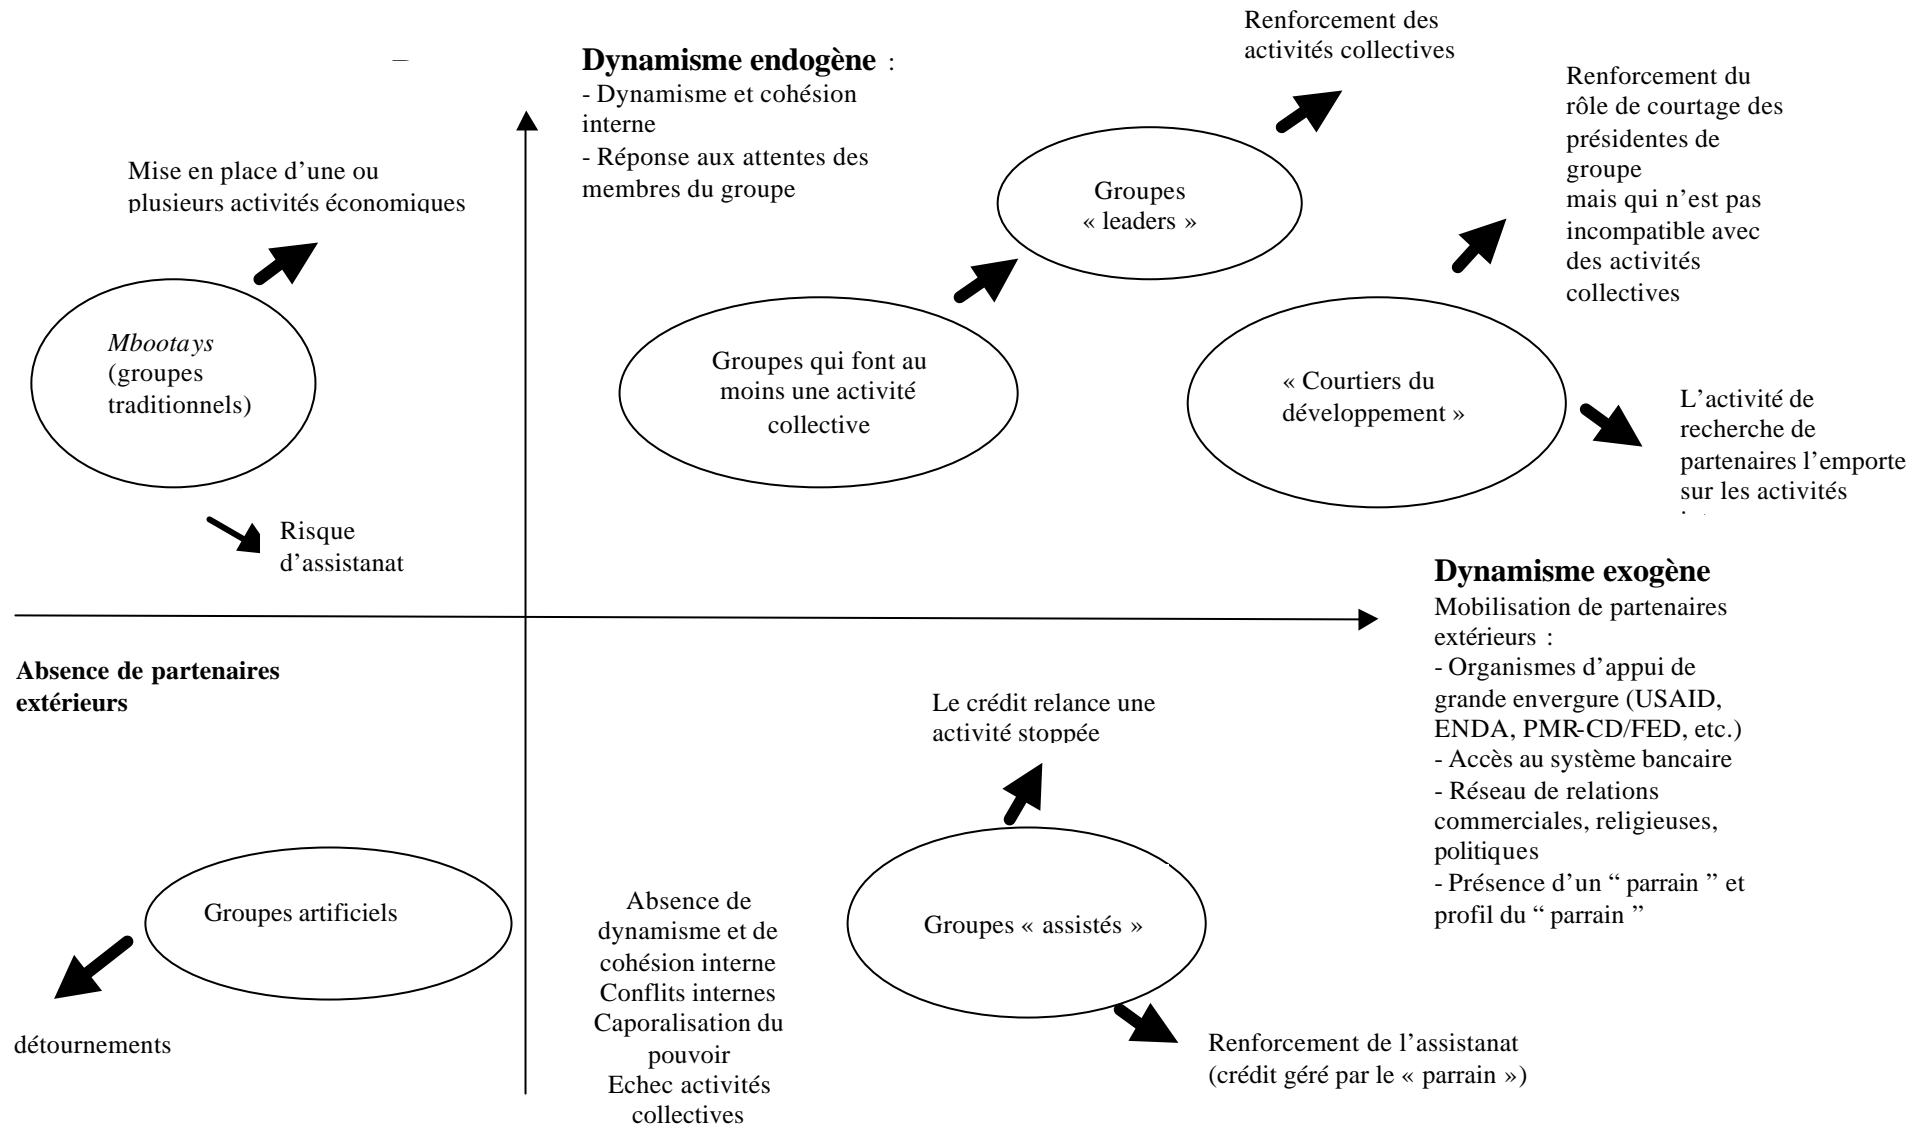 Renforcement des
activités collectives
Dynamisme endogène :
- Dynamisme et cohésion
interne
- Réponse aux attentes des
membres du groupe
Renforcement du
rôle de courtage des
présidentes de
groupe
mais qui n’est pas
incompatible avec
des activités
collectives
Mise en place d’une ou
plusieurs activités économiques
Groupes
« leaders »
Mbootays
(groupes
traditionnels)
Groupes qui font au
moins une activité
collective
« Courtiers du
développement »
L’activité de
recherche de
partenaires l’emporte
sur les activités
Risque
d’assistanat
Dynamisme exogène
Mobilisation de partenaires
extérieurs :
- Organismes d’appui de
grande envergure (USAID,
ENDA, PMR-CD/FED, etc.)
- Accès au système bancaire
- Réseau de relations
commerciales, religieuses,
politiques
- Présence d’un “ parrain ” et
profil du “ parrain ”
Absence de partenaires
extérieurs
Le crédit relance une
activité stoppée
Groupes artificiels
Absence de
dynamisme et de
cohésion interne
Conflits internes
Caporalisation du
pouvoir
Echec activités
collectives
Groupes « assistés »
détournements
Renforcement de l’assistanat
(crédit géré par le « parrain »)